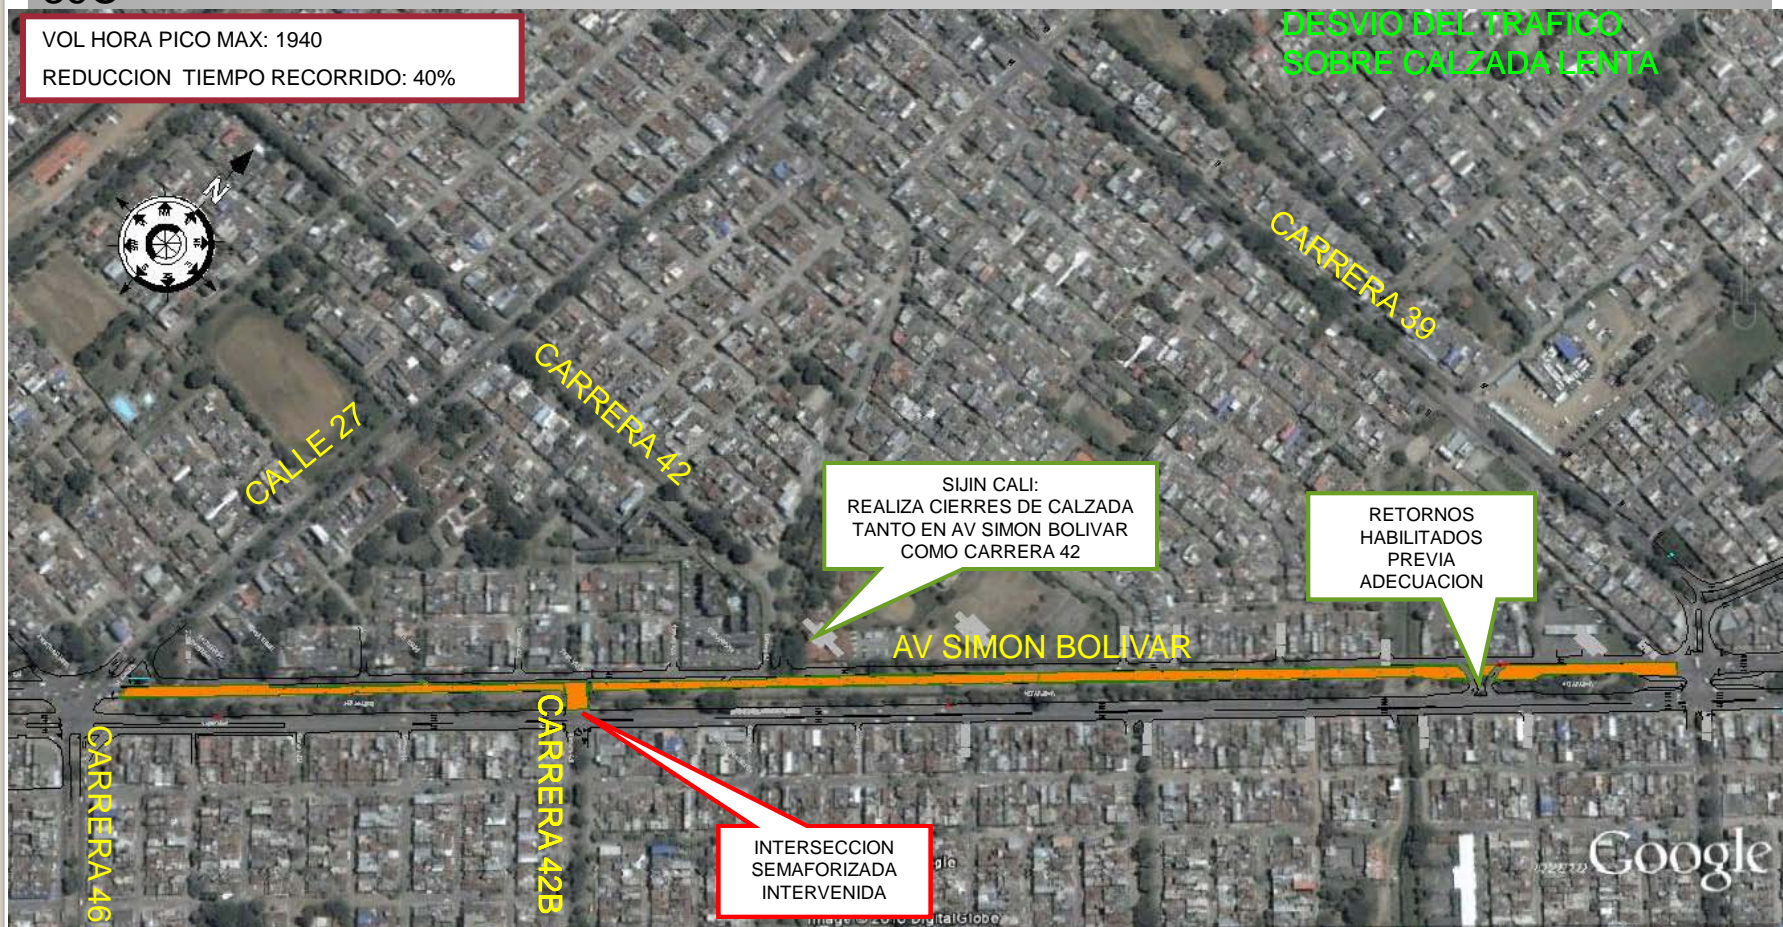 VOL HORA PICO MAX: 1940
REDUCCION TIEMPO RECORRIDO: 40%
DESVIO DEL TRAFICO
SOBRE CALZADA LENTA
N
CARRERA 39
CARRERA 42
CALLE 27
SIJIN CALI:
REALIZA CIERRES DE CALZADA
TANTO EN AV SIMON BOLIVAR
COMO CARRERA 42
RETORNOS
HABILITADOS
PREVIA
ADECUACION
AV SIMON BOLIVAR
CARRERA 46
CARRERA 42B
INTERSECCION
SEMAFORIZADA
INTERVENIDA
Google